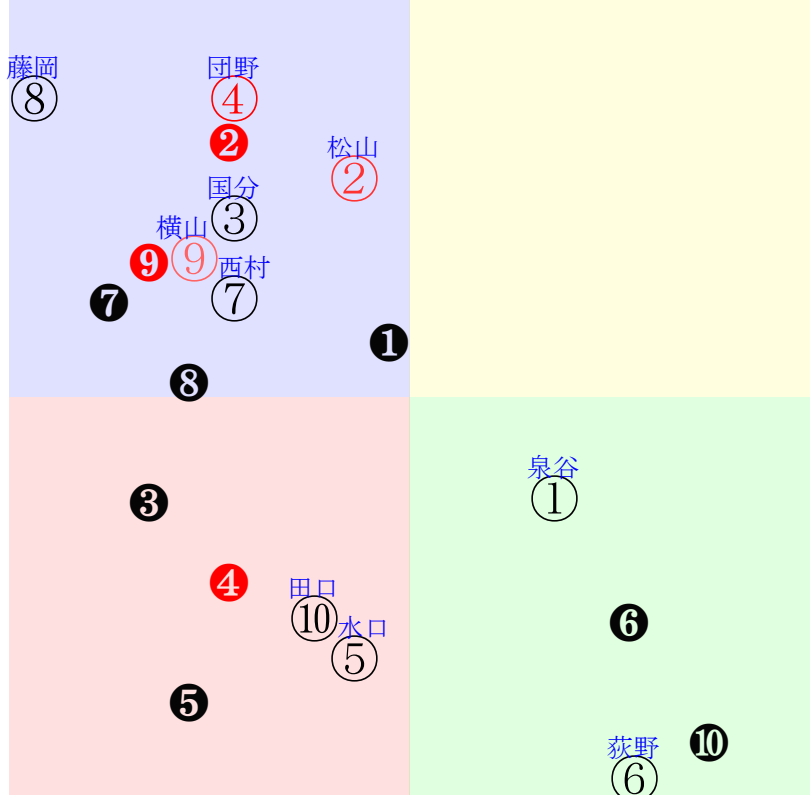 藤岡
⑧
団野
④
❷
松山
②
国分
③
横山
❾
⑨
西村
⑦
❼
❶
❽
泉谷
①
❸
❹
田口
⑩
❻
水口
⑤
❺
荻野
❿
⑥